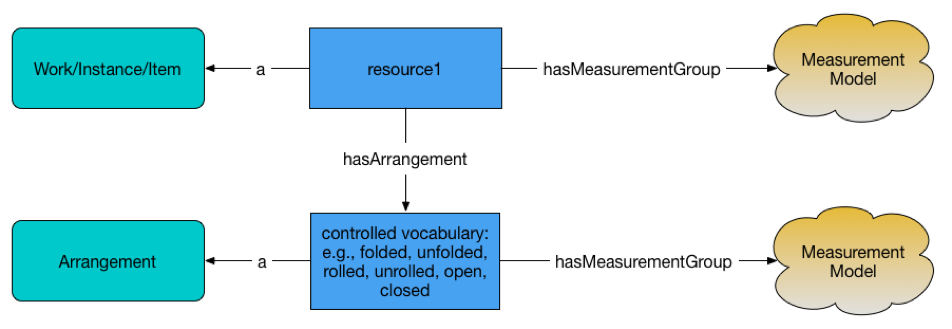 Work/Instance/Item
a
resource1
hasMeasurementGroup
Measurement
Model
hasArrangement
Arrangement
a
controlled vocabulary:
e.g., folded, unfolded,
rolled, unrolled, open,
closed
hasMeasurementGroup
Measurement
Model